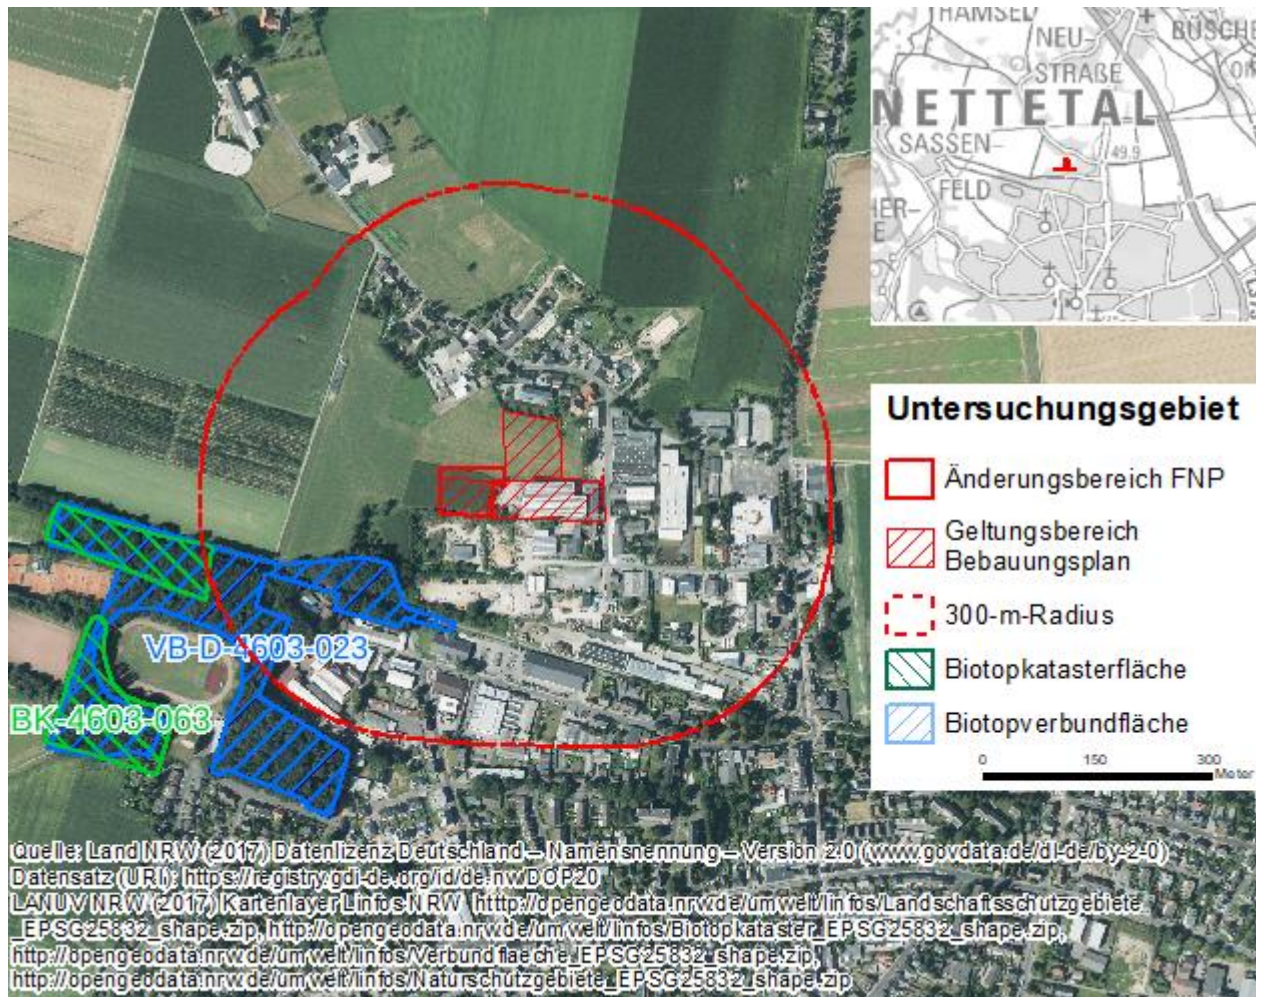 HAMSEL
NEU-
STRAßE
BÜSCHE
NETTETAL
SASSEN-
49.9
FELD
HER-
E
Untersuchungsgebiet
Änderungsbereich FNP
Geltungsbereich
Bebauungsplan
300-m-Radius
Biotopkatasterfläche
Biotopverbundfläche
0 150 300
Meter
VB-D-4603-023
BK-4603-063
Quelle: Land NRW (2017) Datenlizenz Deutschland – Namensnennung – Version 2.0 (www.govdata.de/dl-de/by-2-0)
Datensatz (URI): https://registry.gdi-de.org/id/de.nw/DOP20
LANUV NRW (2017) Kartenlayer Linfos NRW http://opengeodata.nrw.de/umwelt/linfos/Landschaftsschutzgebiete
_EPSG25832_shape.zip, http://opengeodata.nrw.de/umwelt/linfos/Biotopkataster_EPSG25832_shape.zip,
http://opengeodata.nrw.de/umwelt/linfos/Verbundflaeche_EPSG25832_shape.zip,
http://opengeodata.nrw.de/umwelt/linfos/Naturschutzgebiete_EPSG25832_shape.zip